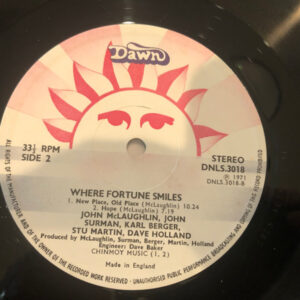 Dawn
33⅓ RPM
SIDE 2
STEREO
DNLS.3018
℗ 1971
DNLS.3018-B
WHERE FORTUNE SMILES
1. New Place, Old Place (McLaughlin) 10.24
2. Hope (McLaughlin) 7.19
JOHN McLAUGHLIN, JOHN
SURMAN, KARL BERGER,
STU MARTIN, DAVE HOLLAND
Produced by McLaughlin, Surman, Berger, Martin, Holland
Engineer: Dave Baker
CHINMOY MUSIC (1, 2)
Made in England
ALL RIGHTS OF THE MANUFACTURER AND OF THE OWNER OF THE RECORDED WORK RESERVED · UNAUTHORISED PUBLIC PERFORMANCE, BROADCASTING AND COPYING OF THIS RECORD PROHIBITED